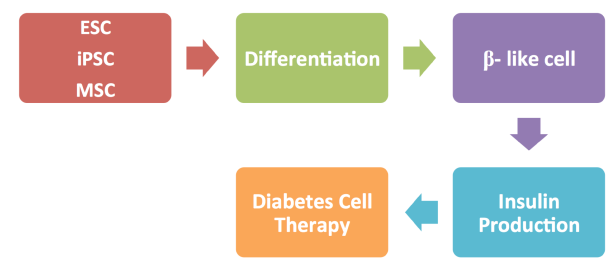 ESC
iPSC
MSC
Differentiation
β- like cell
Insulin
Production
Diabetes Cell
Therapy